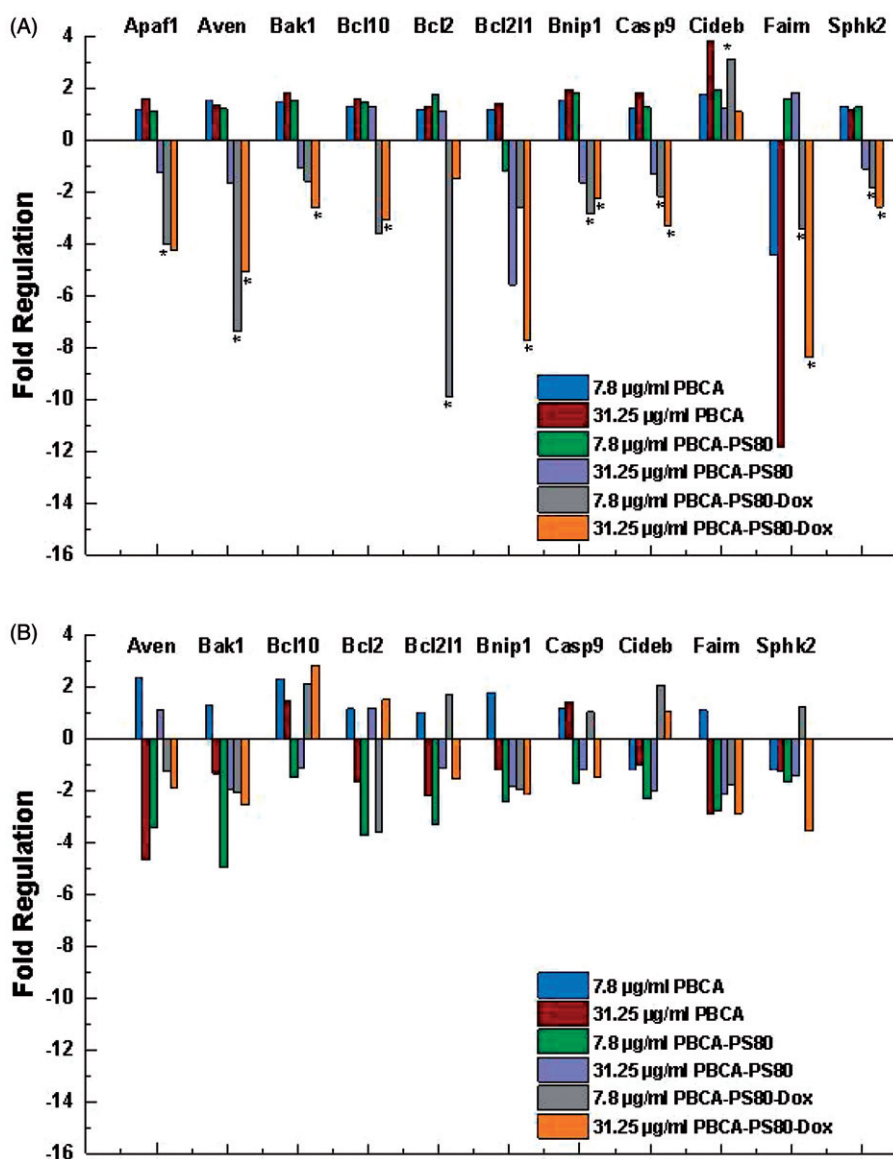 (A)
Apaf1 Aven Bak1 Bcl10 Bcl2 Bcl2l1 Bnip1 Casp9 Cideb Faim Sphk2
4
2
0
-2
-4
-6
-8
-10
-12
-14
-16
Fold Regulation
* * * * * * * * * * * * * * * *
7.8 µg/ml PBCA
31.25 µg/ml PBCA
7.8 µg/ml PBCA-PS80
31.25 µg/ml PBCA-PS80
7.8 µg/ml PBCA-PS80-Dox
31.25 µg/ml PBCA-PS80-Dox
(B)
Aven Bak1 Bcl10 Bcl2 Bcl2l1 Bnip1 Casp9 Cideb Faim Sphk2
4
2
0
-2
-4
-6
-8
-10
-12
-14
-16
Fold Regulation
7.8 µg/ml PBCA
31.25 µg/ml PBCA
7.8 µg/ml PBCA-PS80
31.25 µg/ml PBCA-PS80
7.8 µg/ml PBCA-PS80-Dox
31.25 µg/ml PBCA-PS80-Dox